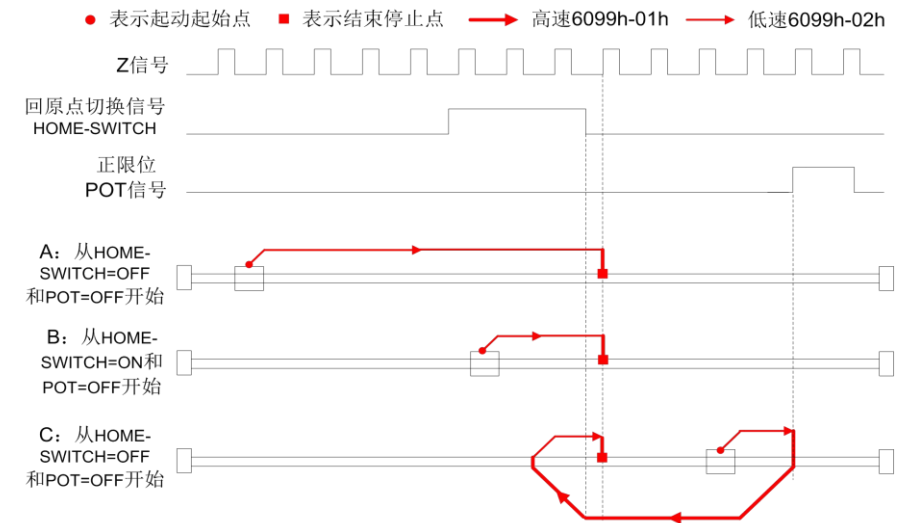 表示起动起始点 表示结束停止点 高速6099h-01h 低速6099h-02h
Z信号
回原点切换信号
HOME-SWITCH
正限位
POT信号
A：从HOME-
SWITCH=OFF
和POT=OFF开始
B：从HOME-
SWITCH=ON和
POT=OFF开始
C：从HOME-
SWITCH=OFF
和POT=OFF开始